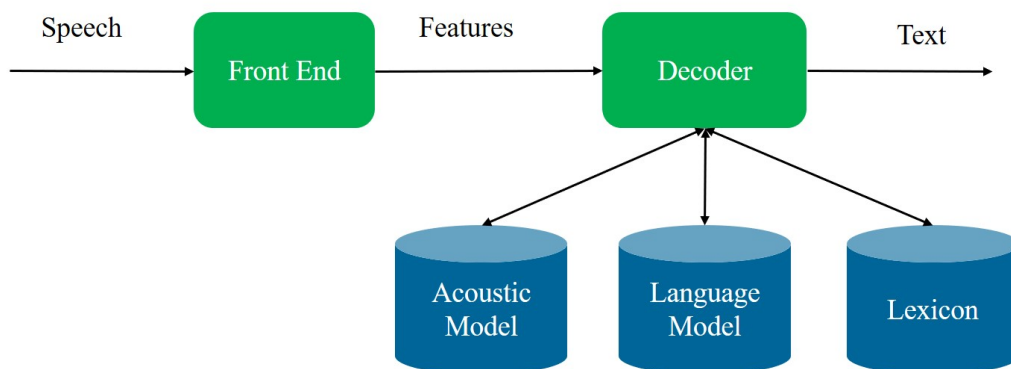 Speech
Features
Text
Front End
Decoder
Acoustic
Model
Language
Model
Lexicon